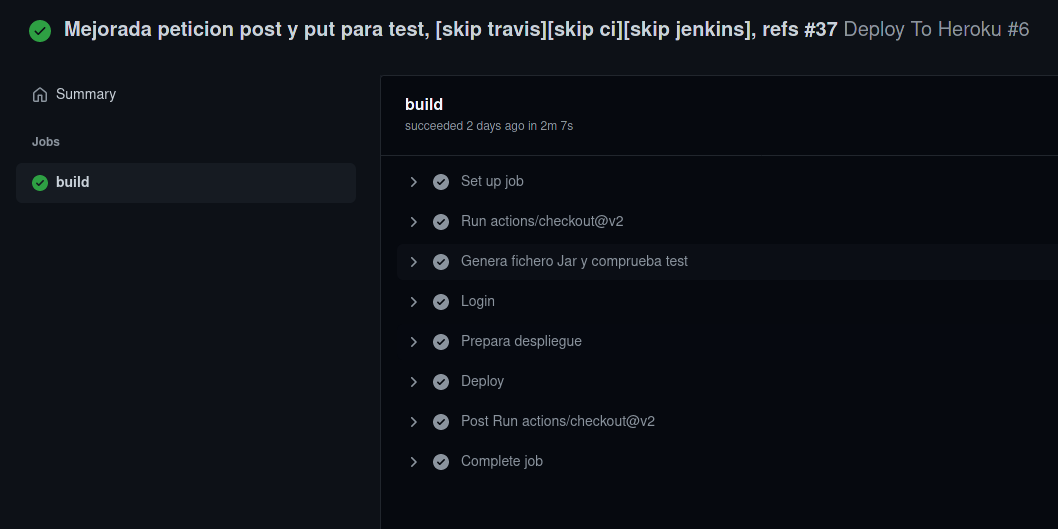 Mejorada peticion post y put para test, [skip travis][skip ci][skip jenkins], refs #37 Deploy To Heroku #6
Summary
Jobs
build
build
succeeded 2 days ago in 2m 7s
Set up job
Run actions/checkout@v2
Genera fichero Jar y comprueba test
Login
Prepara despliegue
Deploy
Post Run actions/checkout@v2
Complete job